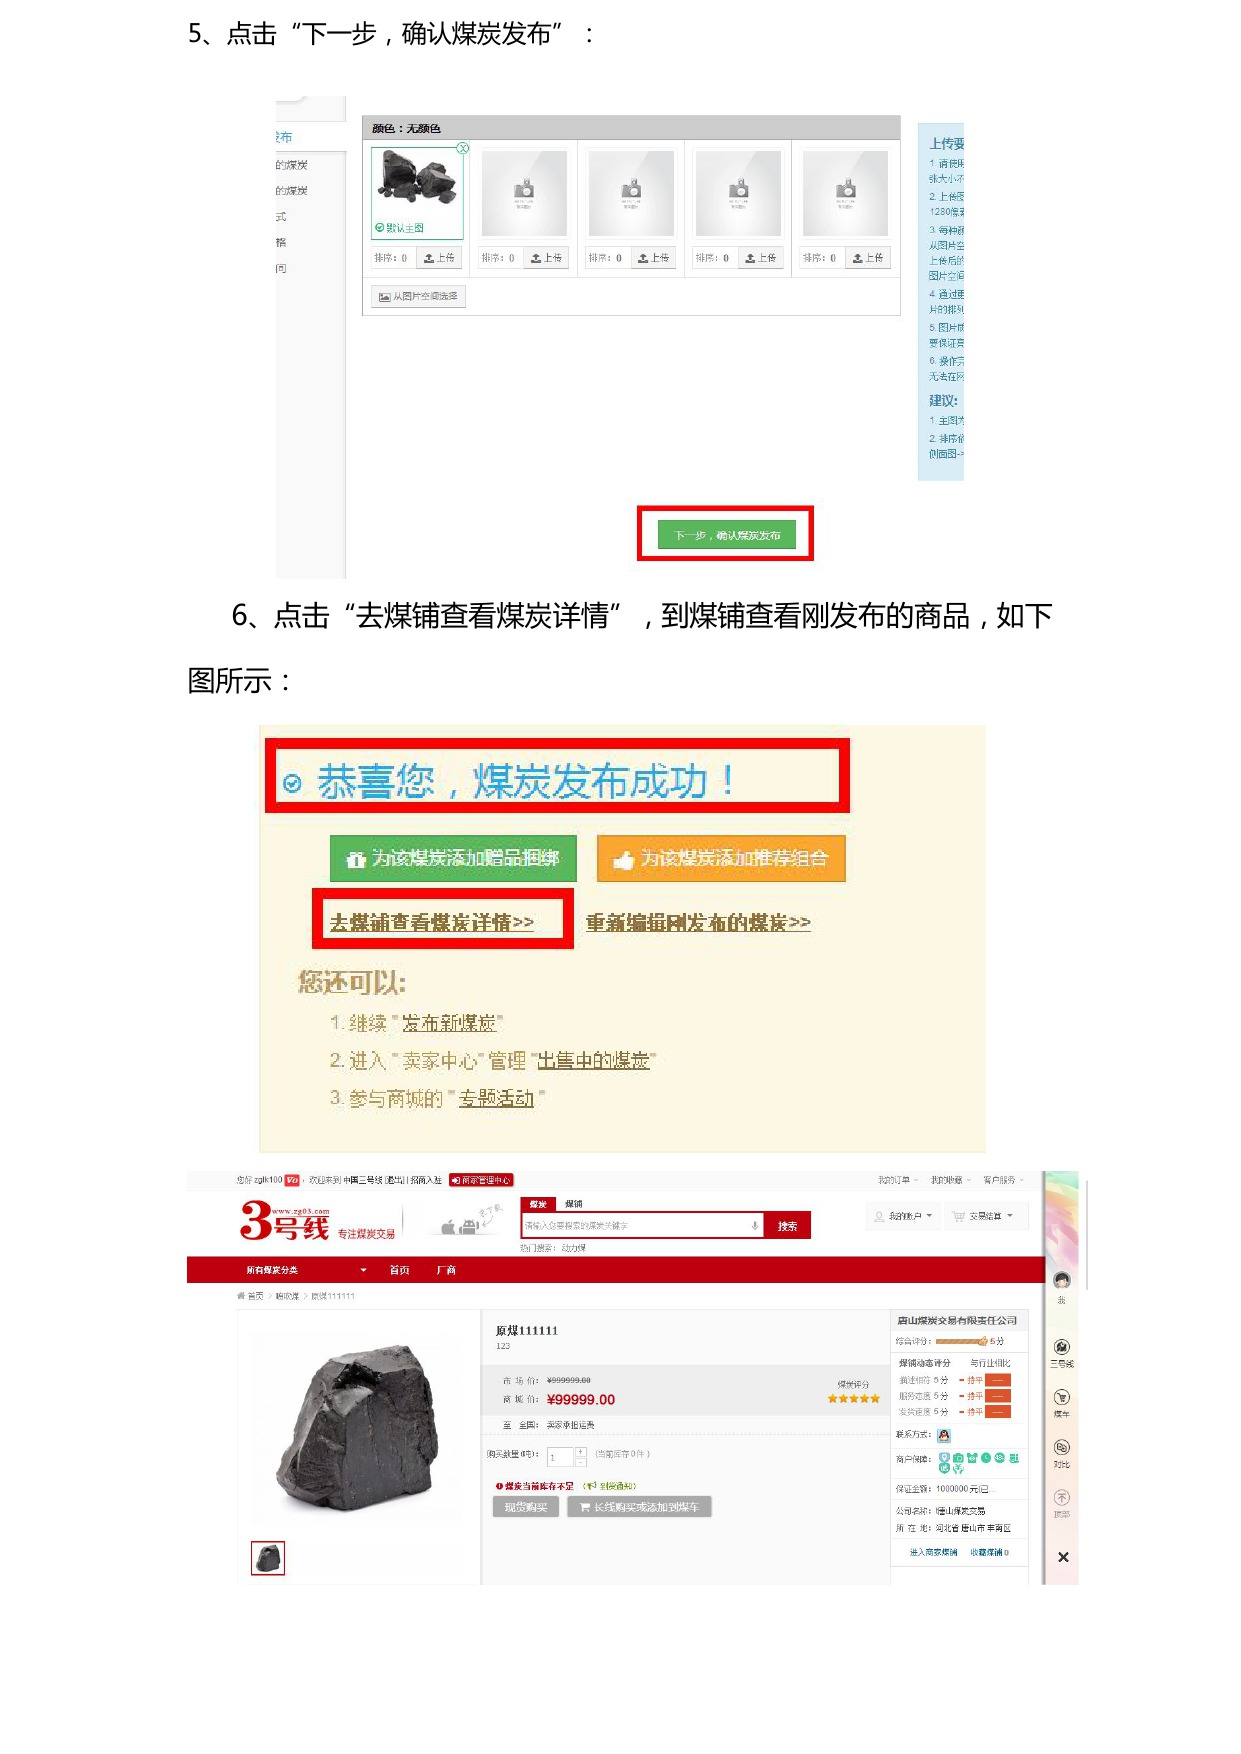 5、点击“下一步，确认煤炭发布”：
发布
的煤炭
的煤炭
式
格
间
颜色：无颜色
默认主图
排序：0 上传 排序：0 上传 排序：0 上传 排序：0 上传 排序：0 上传
从图片空间选择
上传要
1. 请使用
张大小不
2. 上传图
1280像素
3. 每种颜
从图片空
上传后的
图片空间
4. 通过更
片的排列
5. 图片质
要保证亮
6. 操作完
无法在网
建议:
1. 主图为
2. 排序依
侧面图->
下一步，确认煤炭发布
6、点击“去煤铺查看煤炭详情”，到煤铺查看刚发布的商品，如下
图所示：
恭喜您，煤炭发布成功！
为该煤炭添加赠品捆绑 为该煤炭添加推荐组合
去煤铺查看煤炭详情>> 重新编辑刚发布的煤炭>>
您还可以:
1. 继续 " 发布新煤炭"
2. 进入 " 卖家中心" 管理 "出售中的煤炭"
3. 参与商城的 " 专题活动 "
您好 zglk100 V0 ，欢迎来到 中国三号线 [退出] | 招商入驻 商家管理中心
我的订单 我的收藏 客户服务
3号线 www.zg03.com 专注煤炭交易
煤炭 煤铺
请输入您要搜索的煤炭关键字 搜索
热门搜索： 动力煤
我的账户 交易结算
所有煤炭分类 首页 厂商
首页 > 喷吹煤 > 原煤111111
原煤111111
123
市 场 价： ¥999999.00
商 城 价： ¥99999.00
煤炭评分
至 全国： 卖家承担运费
购买数量(吨)： 1 + - (当前库存0件)
煤炭当前库存不足 （到货通知）
现货购买 长线购买或添加到煤车
唐山煤炭交易有限责任公司
综合评分： 5分
煤铺动态评分 与行业相比
描述相符 5 分 持平 ----
服务态度 5 分 持平 ----
发货速度 5 分 持平 ----
联系方式：
商户保障：
保证金额： 1000000 元(已...
公司名称： 唐山煤炭交易
所 在 地： 河北省 唐山市 丰南区
进入商家煤铺 收藏煤铺0
我
三号线
煤车
对比
顶部